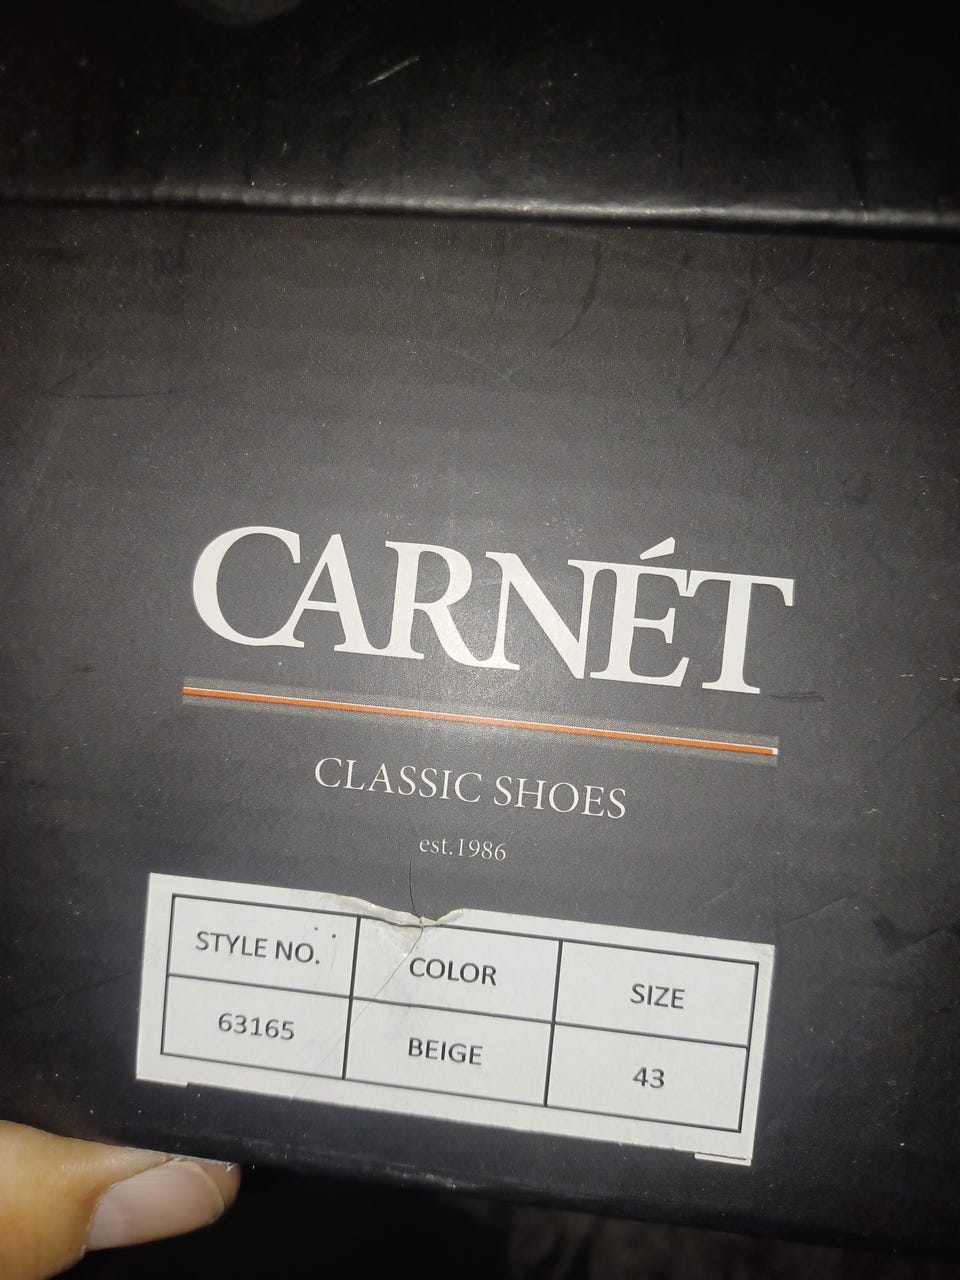 CARNÉT
CLASSIC SHOES
est.1986
STYLE NO. COLOR SIZE
63165 BEIGE 43